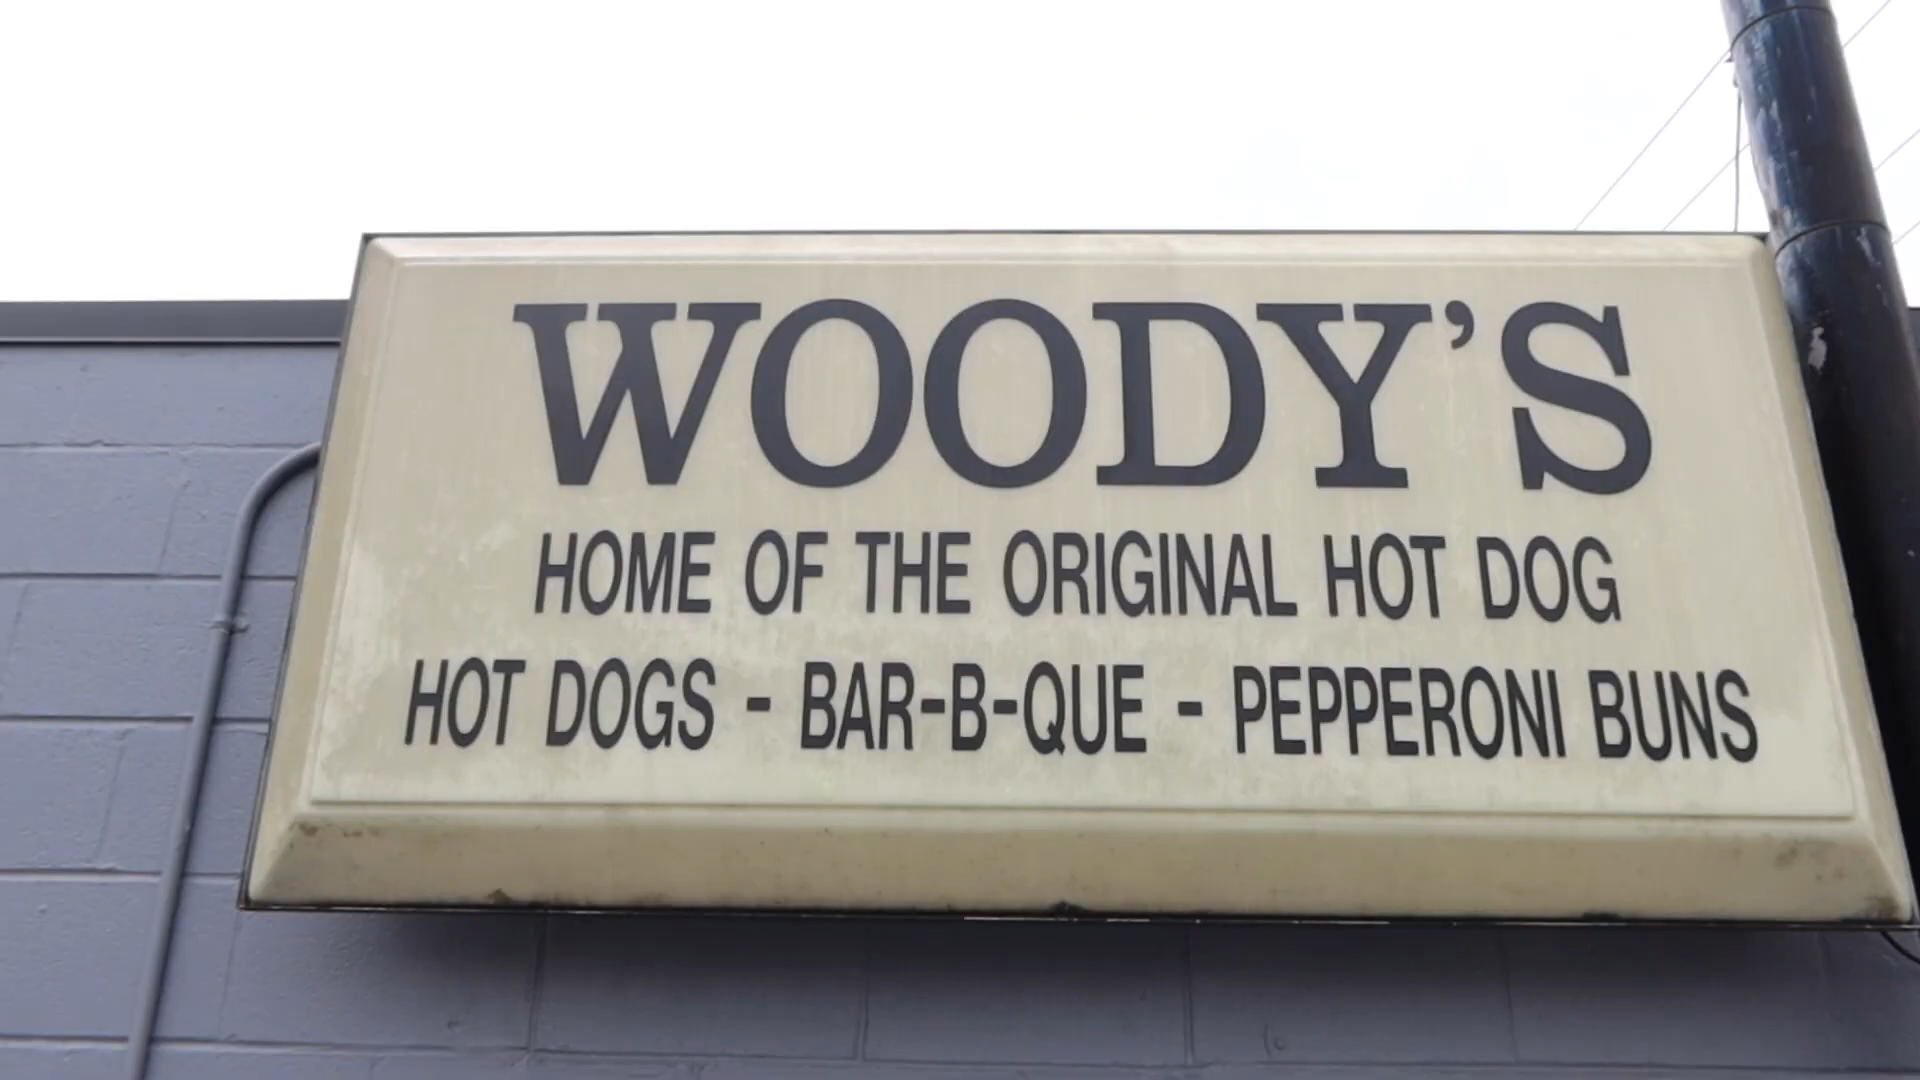 WOODY'S
HOME OF THE ORIGINAL HOT DOG
HOT DOGS - BAR-B-QUE - PEPPERONI BUNS